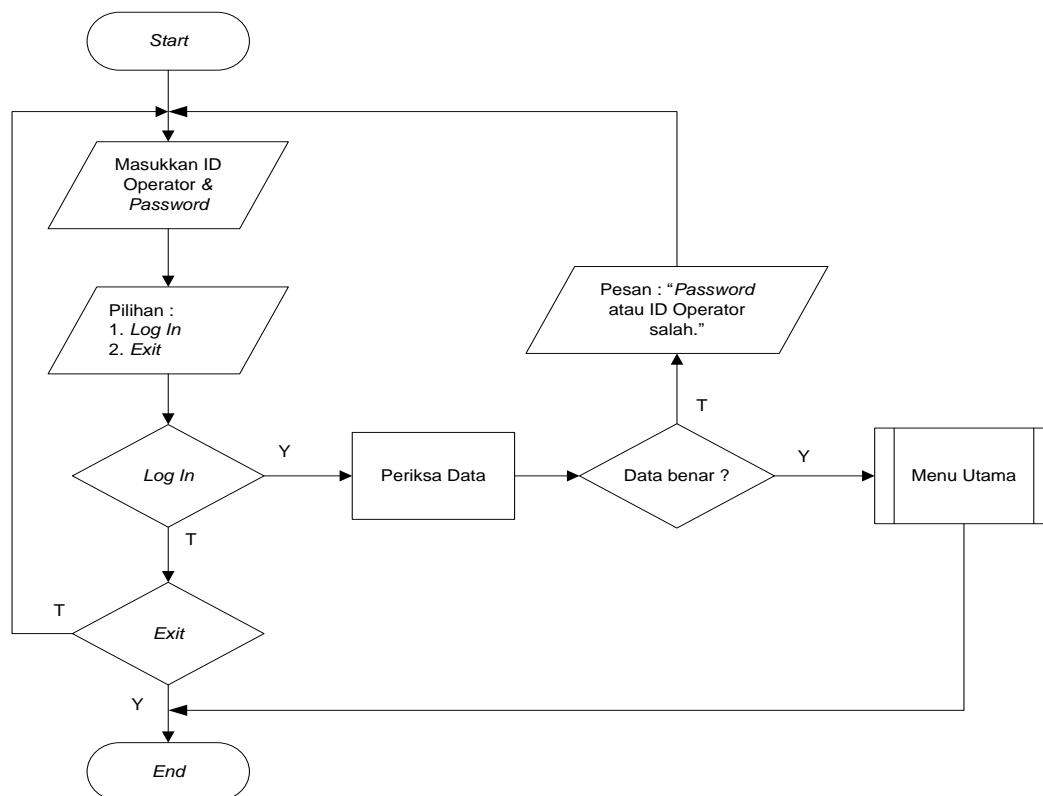 Start
Masukkan ID
Operator &
Password
Pilihan :
1. Log In
2. Exit
Log In
Y
Periksa Data
Data benar ?
T
Pesan : “Password
atau ID Operator
salah.”
Y
Menu Utama
T
Exit
T
Y
End